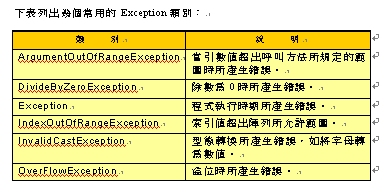 下表列出幾個常用的 Exception 類別：
類　別　說　明
ArgumentOutOfRangeException　當引數值超出呼叫方法所規定的範
圍時所產生錯誤。
DivideByZeroException　除數為 0 時所產生錯誤。
Exception　程式執行時期所產生錯誤。
IndexOutOfRangeException　索引值超出陣列所允許範圍。
InvalidCastException　型態轉換所產生錯誤，如將字母轉
為數值。
OverFlowException　溢位時所產生錯誤。